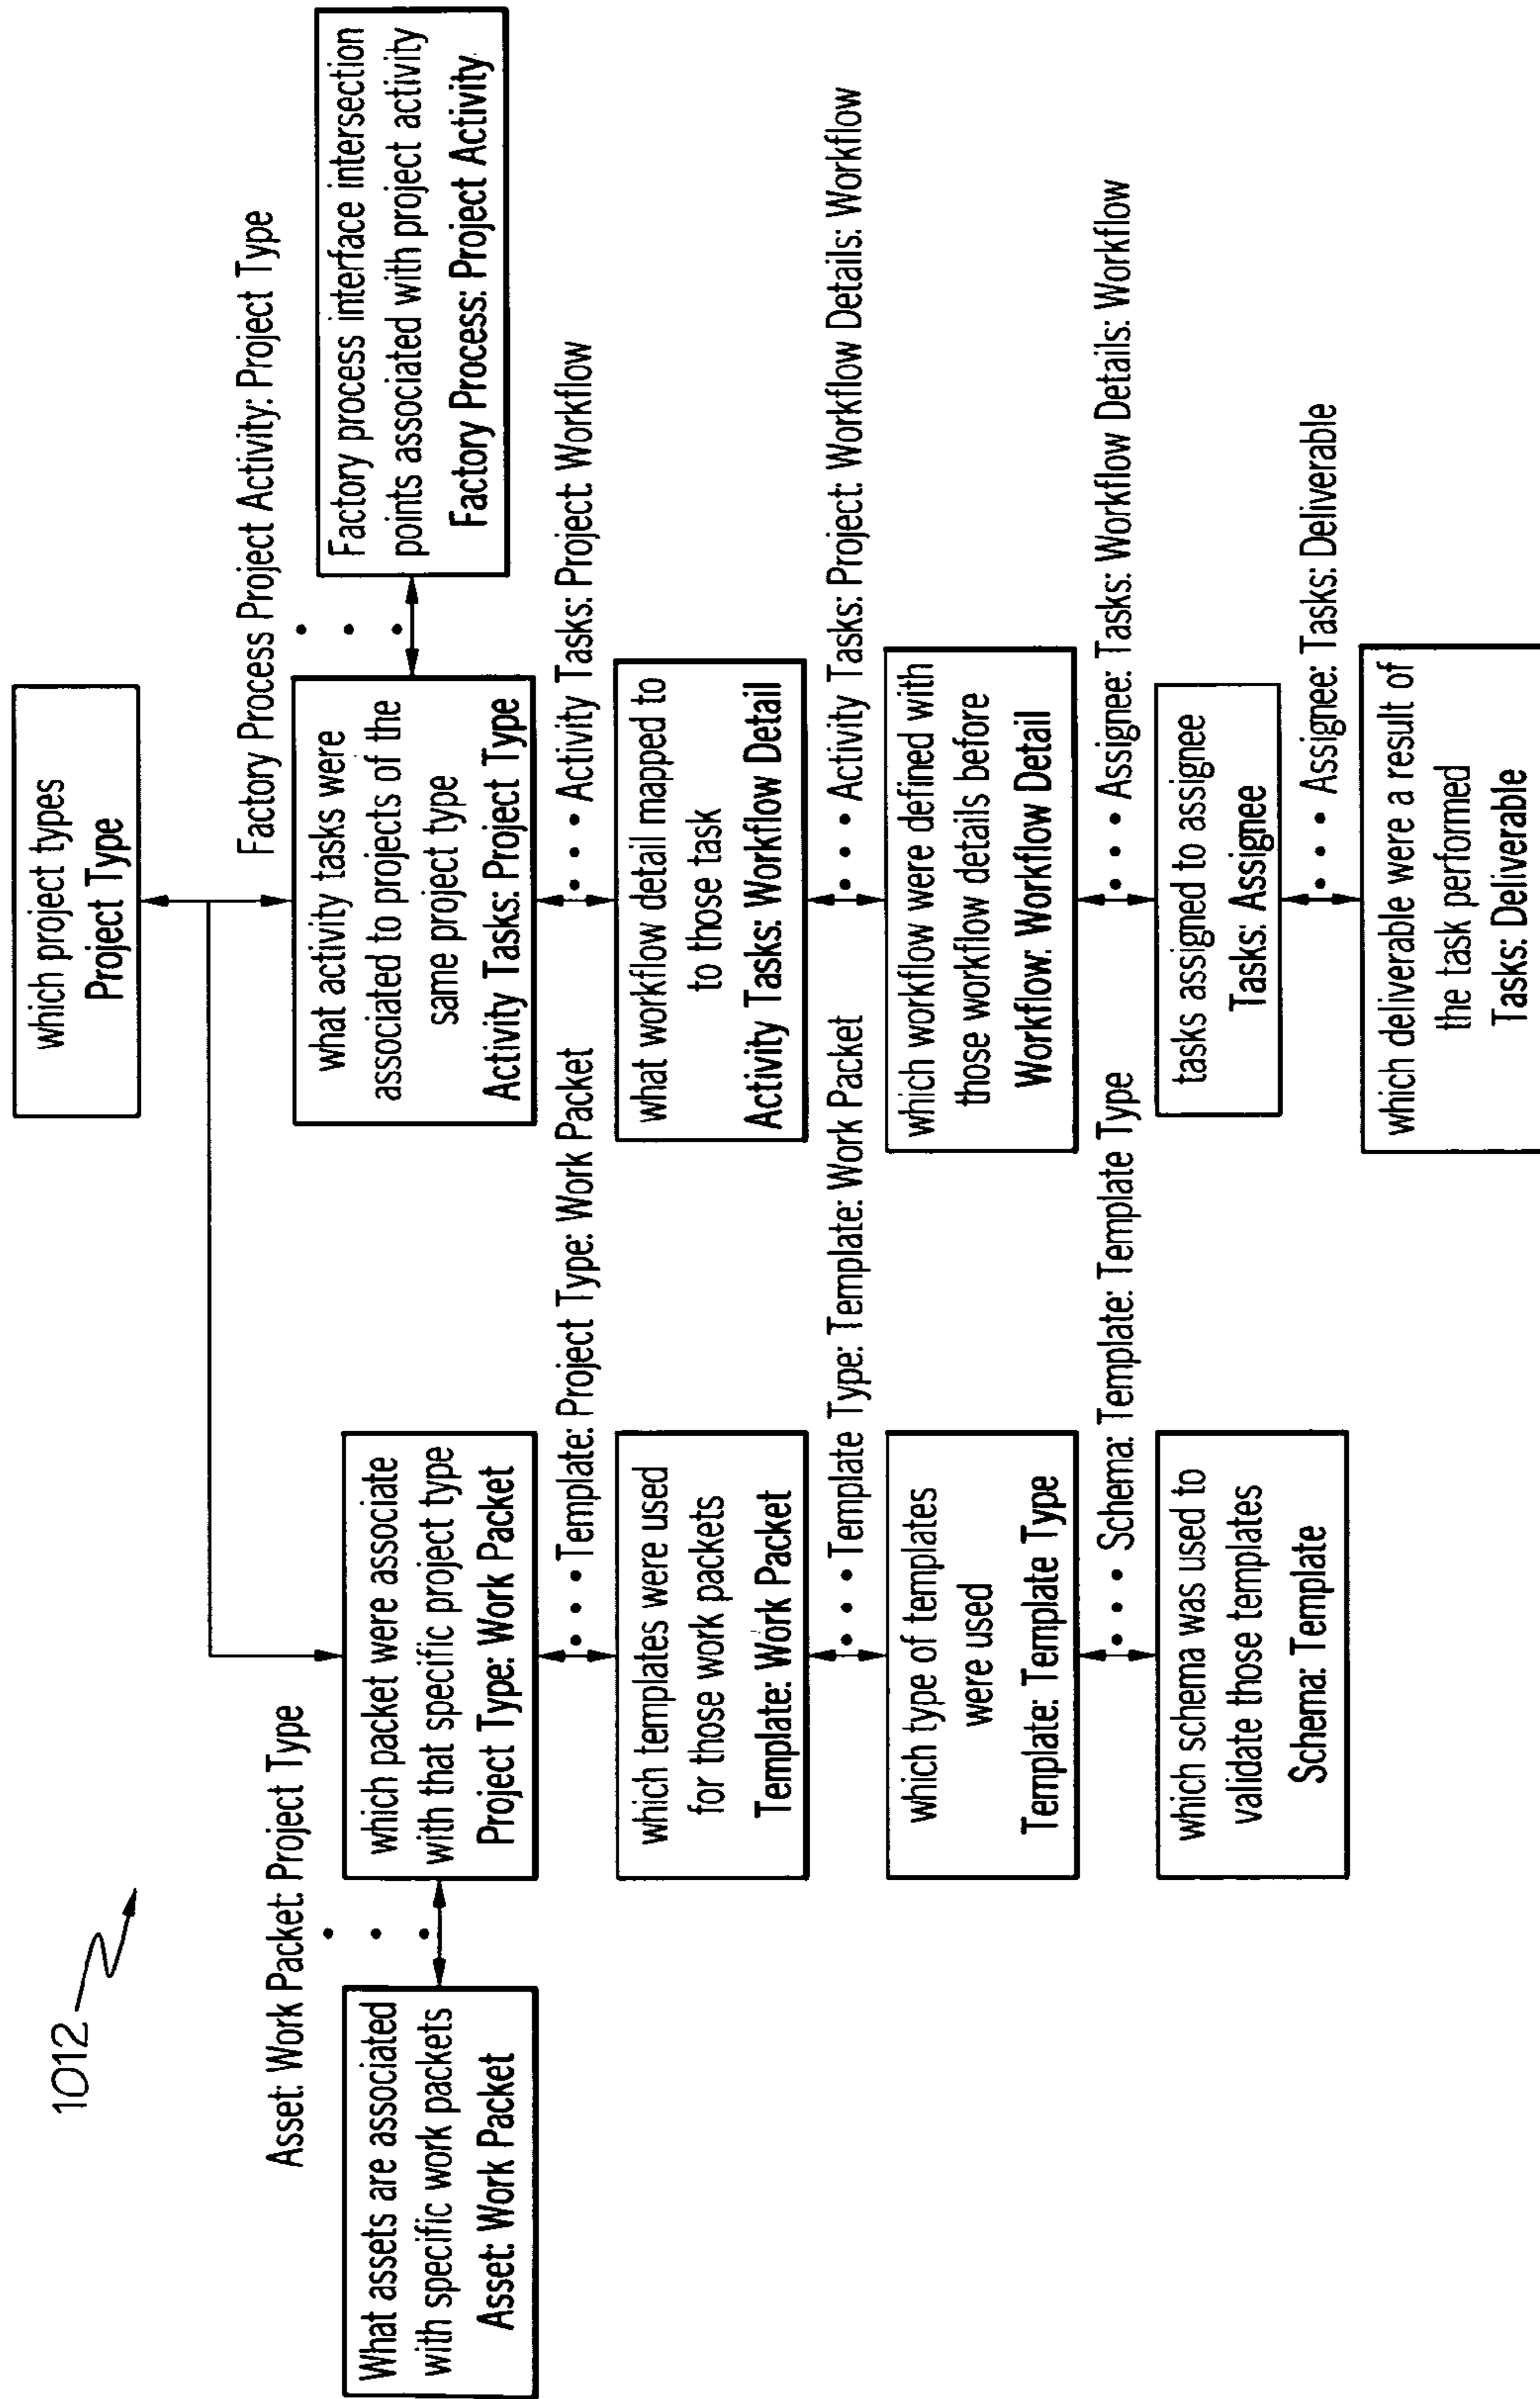 1012
which project types
Project Type
Asset: Work Packet: Project Type
Factory Process Project Activity: Project Type
What assets are associated
with specific work packets
Asset: Work Packet
which packet were associate
with that specific project type
Project Type: Work Packet
what activity tasks were
associated to projects of the
same project type
Activity Tasks: Project Type
Factory process interface intersection
points associated with project activity
Factory Process: Project Activity
Template: Project Type: Work Packet
Activity Tasks: Project: Workflow
which templates were used
for those work packets
Template: Work Packet
what workflow detail mapped to
to those task
Activity Tasks: Workflow Detail
Template Type: Template: Work Packet
Activity Tasks: Project: Workflow Details: Workflow
which type of templates
were used
Template: Template Type
which workflow were defined with
those workflow details before
Workflow: Workflow Detail
Schema: Template: Template Type
Assignee: Tasks: Workflow Details: Workflow
which schema was used to
validate those templates
Schema: Template
tasks assigned to assignee
Tasks: Assignee
Assignee: Tasks: Deliverable
which deliverable were a result of
the task performed
Tasks: Deliverable